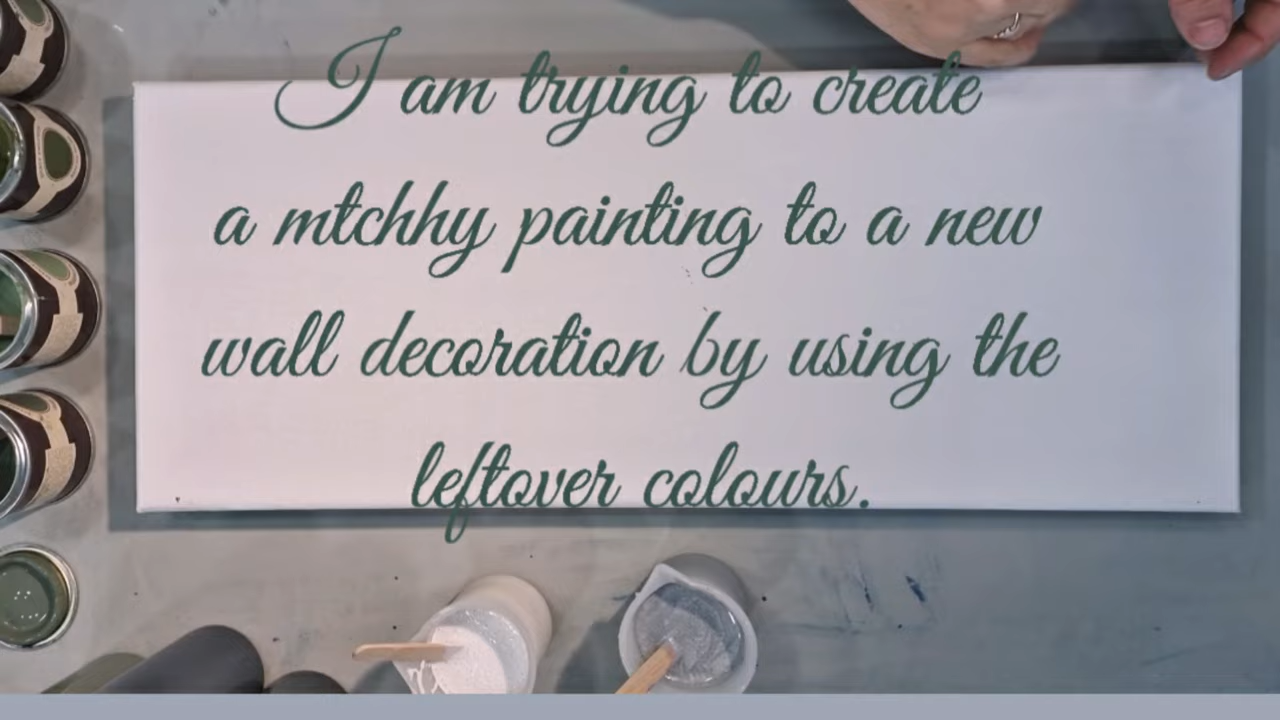 I am trying to create
a mtchhy painting to a new
wall decoration by using the
leftover colours.